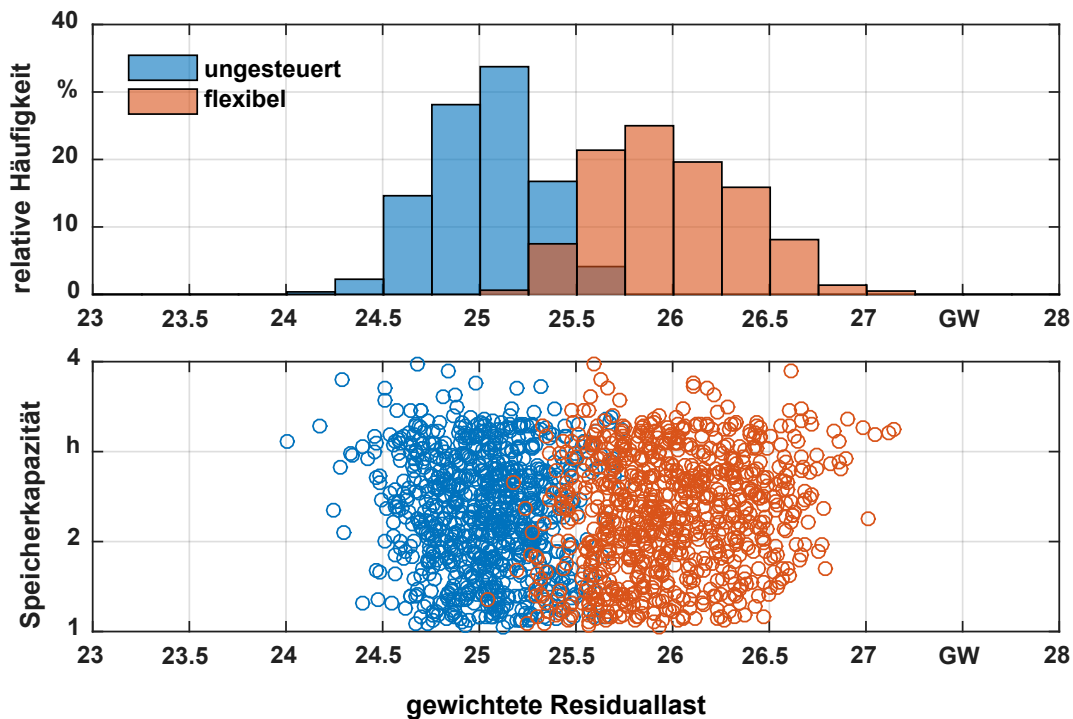 40
%
20
10
0
relative Häufigkeit
ungesteuert
flexibel
23 23.5 24 24.5 25 25.5 26 26.5 27 GW 28
4
h
2
1
Speicherkapazität
23 23.5 24 24.5 25 25.5 26 26.5 27 GW 28
gewichtete Residuallast